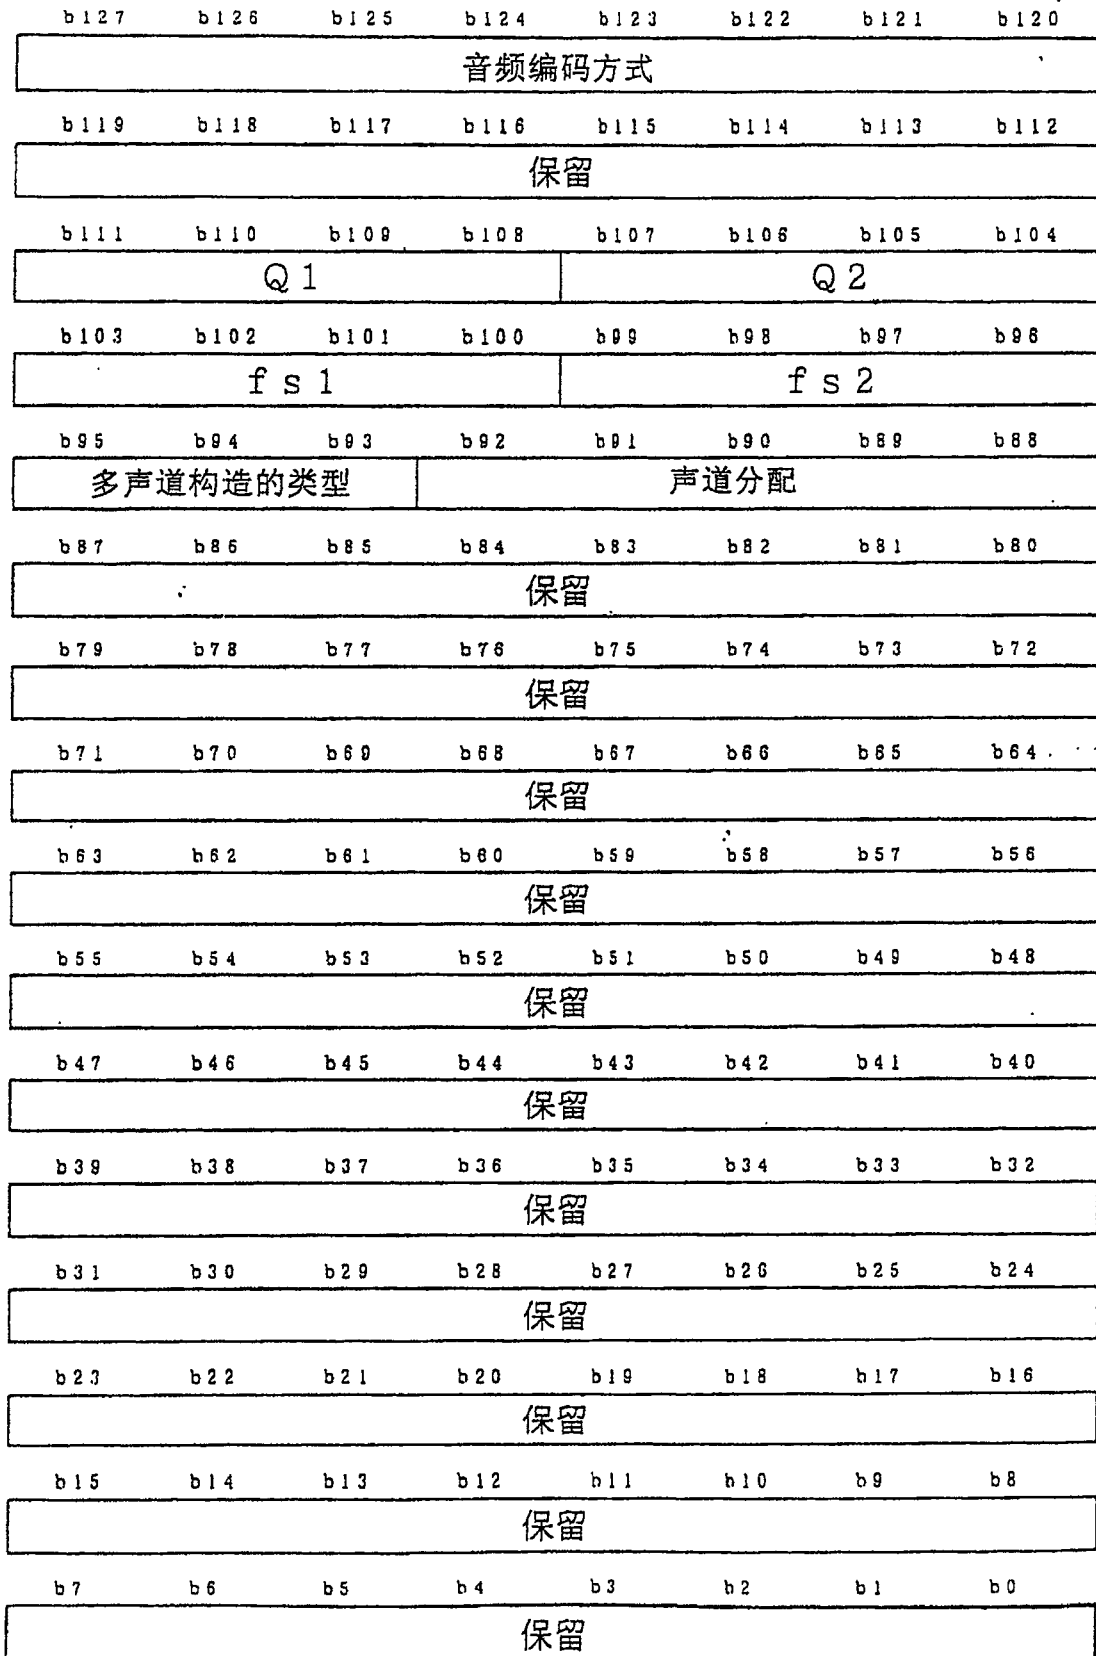 b127 b126 b125 b124 b123 b122 b121 b120
音频编码方式
b119 b118 b117 b116 b115 b114 b113 b112
保留
b111 b110 b109 b108 b107 b106 b105 b104
Q1 Q2
b103 b102 b101 b100 b99 b98 b97 b96
fs1 fs2
b95 b94 b93 b92 b91 b90 b89 b88
多声道构造的类型 声道分配
b87 b86 b85 b84 b83 b82 b81 b80
保留
b79 b78 b77 b76 b75 b74 b73 b72
保留
b71 b70 b69 b68 b67 b66 b65 b64
保留
b63 b62 b61 b60 b59 b58 b57 b56
保留
b55 b54 b53 b52 b51 b50 b49 b48
保留
b47 b46 b45 b44 b43 b42 b41 b40
保留
b39 b38 b37 b36 b35 b34 b33 b32
保留
b31 b30 b29 b28 b27 b26 b25 b24
保留
b23 b22 b21 b20 b19 b18 b17 b16
保留
b15 b14 b13 b12 b11 b10 b9 b8
保留
b7 b6 b5 b4 b3 b2 b1 b0
保留